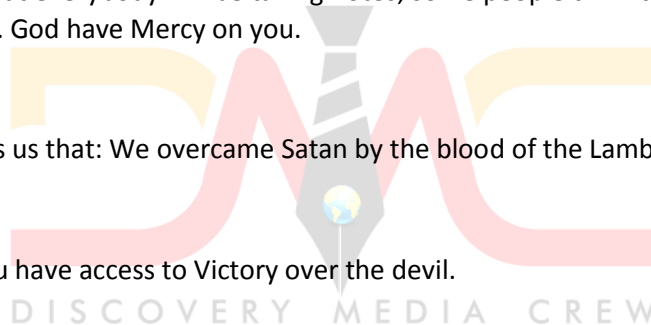 . God have Mercy on you.
s us that: We overcame Satan by the blood of the Lamb
u have access to Victory over the devil.
DISCOVERY MEDIA CREW